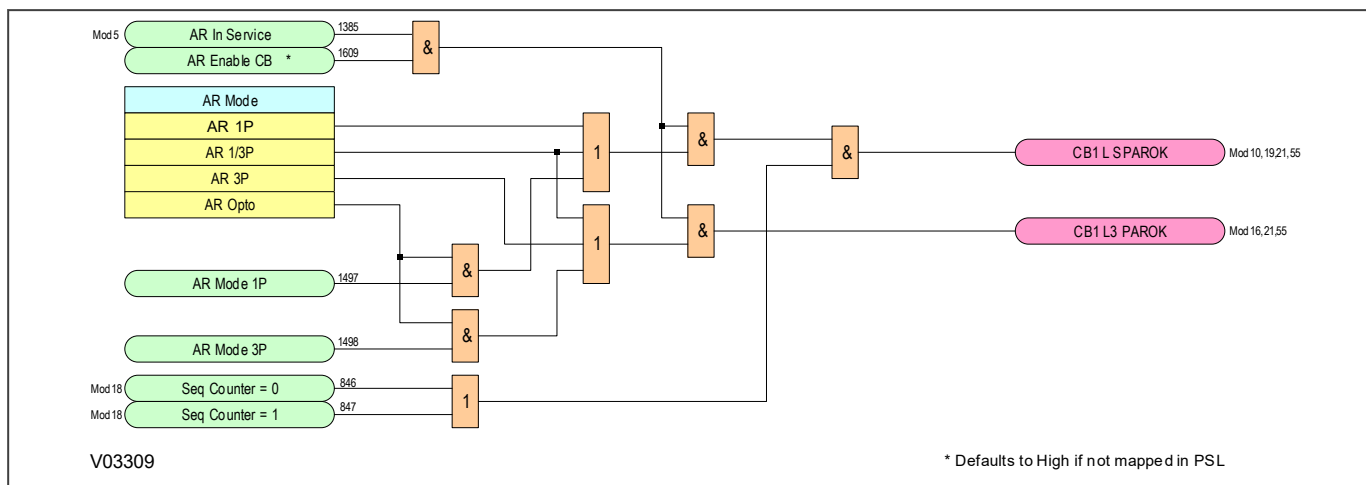 Mod 5 AR In Service 1385
AR Enable CB * 1609
&
AR Mode
AR 1P
AR 1/3P
AR 3P
AR Opto
1
&
&
CB1 L SPAROK Mod 10, 19,21, 55
1
&
CB1 L3 PAROK Mod 16, 21,55
&
AR Mode 1P 1497
&
AR Mode 3P 1498
Mod 18 Seq Counter = 0 846
1
Mod 18 Seq Counter = 1 847
V03309
* Defaults to High if not mapped in PSL